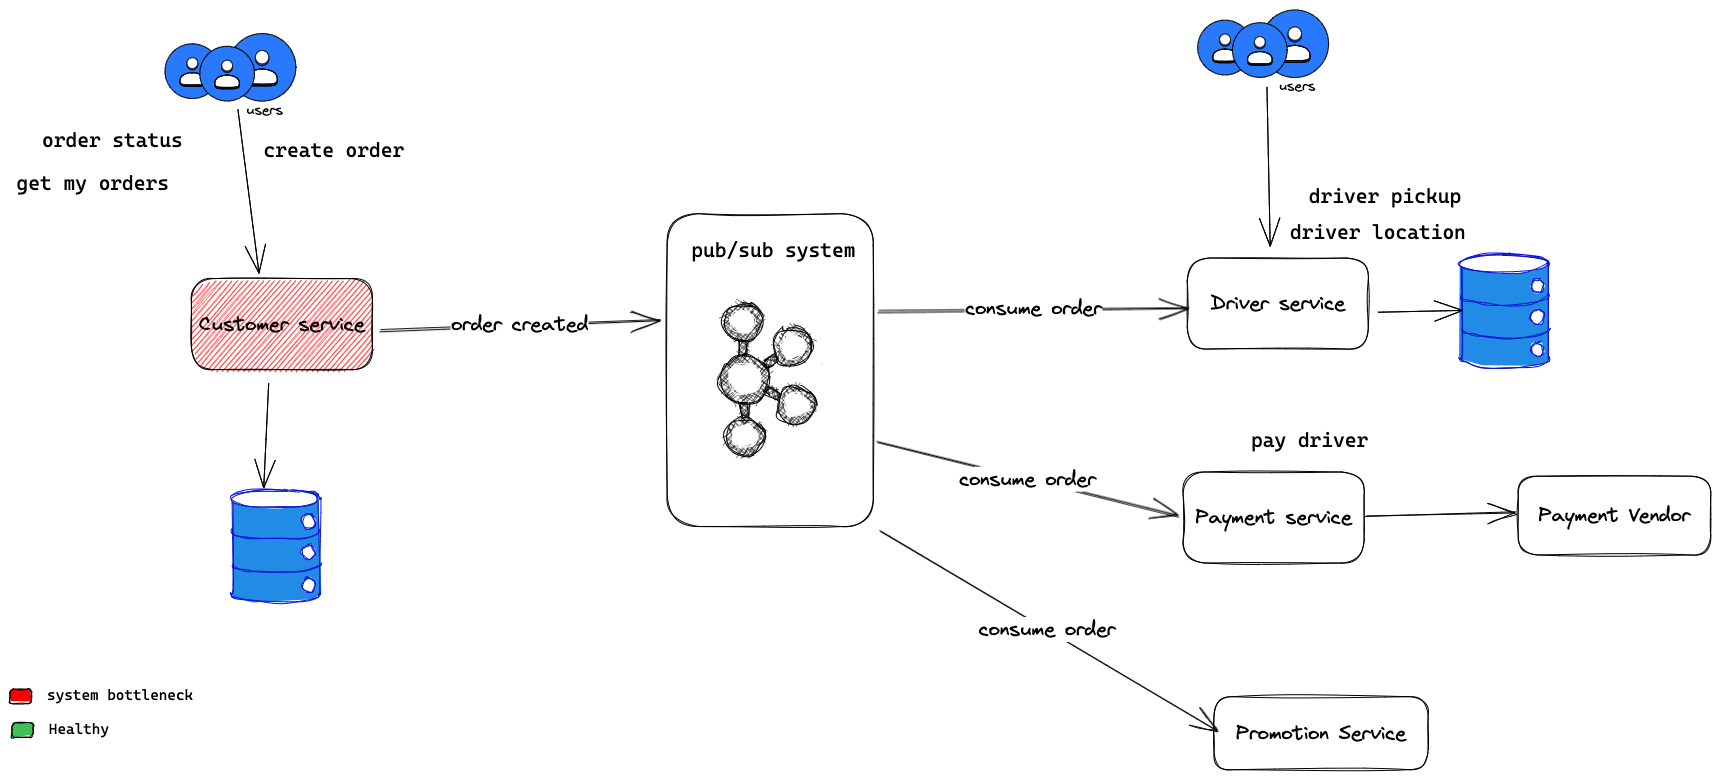 users
users
order status
create order
get my orders
driver pickup
driver location
pub/sub system
Customer service
order created
consume order
Driver service
pay driver
consume order
Payment service
Payment Vendor
consume order
Promotion Service
system bottleneck
Healthy